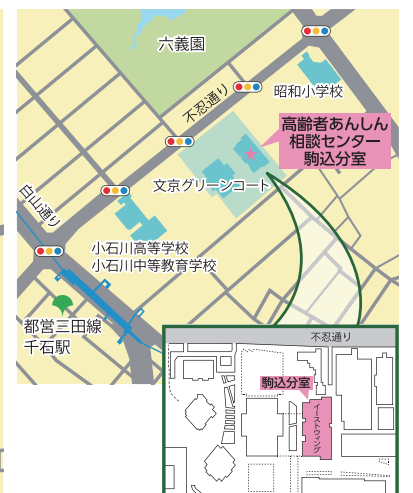 六義園
不忍通り
昭和小学校
高齢者あんしん
相談センター
駒込分室
文京グリーンコート
白山通り
小石川高等学校
小石川中等教育学校
都営三田線
千石駅
不忍通り
駒込分室
イーストウィング